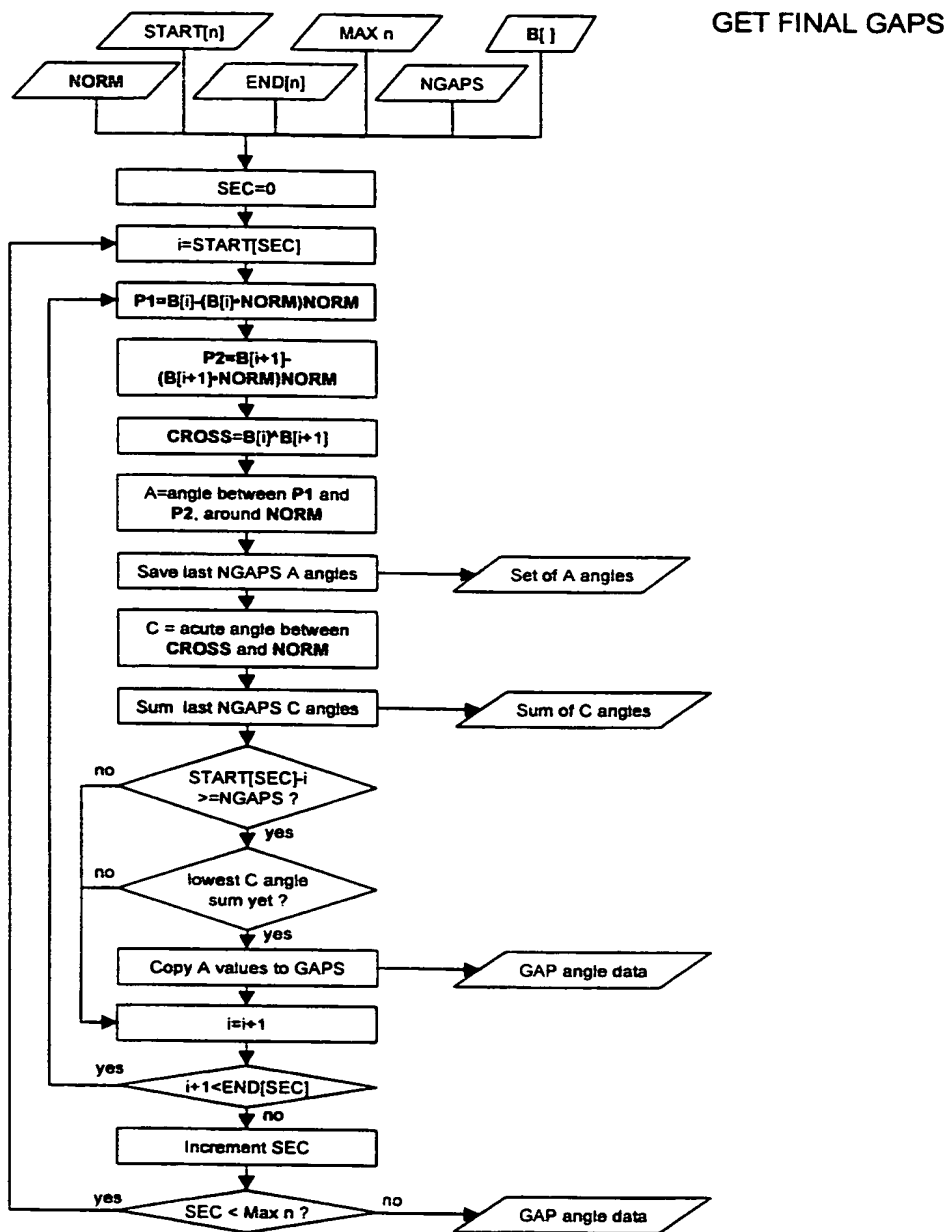 GET FINAL GAPS
START[n]
MAX n
B[ ]
NORM
END[n]
NGAPS
SEC=0
i=START[SEC]
P1=B[i]-(B[i]•NORM)NORM
P2=B[i+1]-
(B[i+1]•NORM)NORM
CROSS=B[i]^B[i+1]
A=angle between P1 and
P2, around NORM
Save last NGAPS A angles
Set of A angles
C = acute angle between
CROSS and NORM
Sum last NGAPS C angles
Sum of C angles
no
START[SEC]-i
>=NGAPS ?
yes
no
lowest C angle
sum yet ?
yes
Copy A values to GAPS
GAP angle data
i=i+1
yes
i+1<END[SEC]
no
Increment SEC
yes
SEC < Max n ?
no
GAP angle data